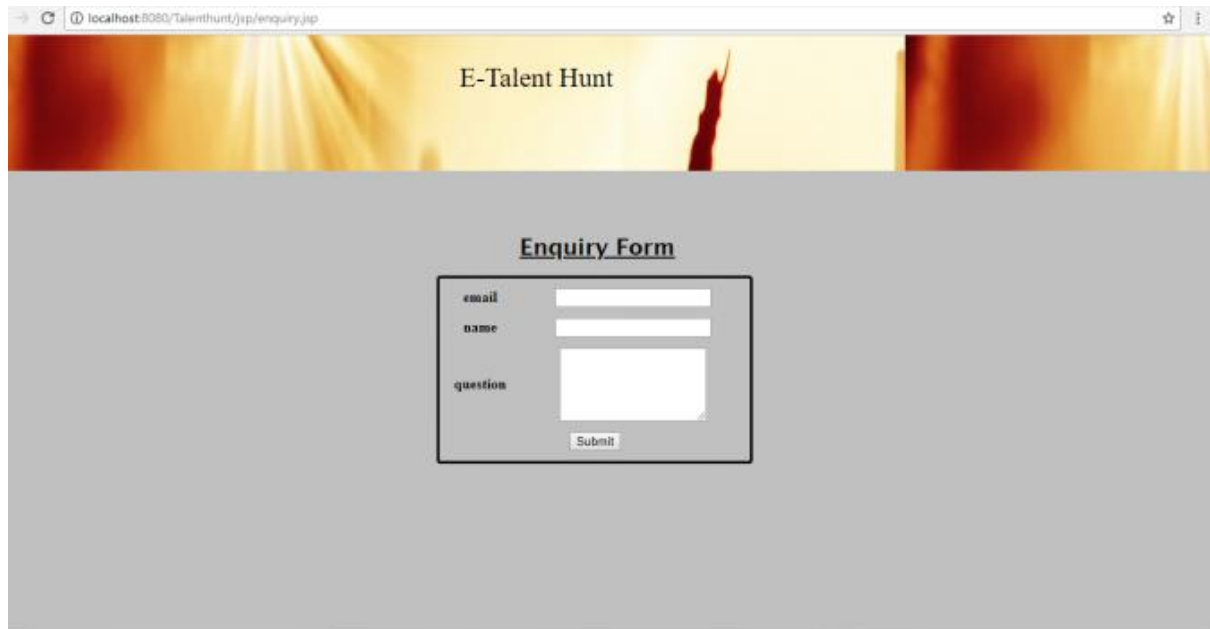 localhost:8080/Talenthunt/jsp/enquiry.jsp
E-Talent Hunt
Enquiry Form
email
name
question
Submit